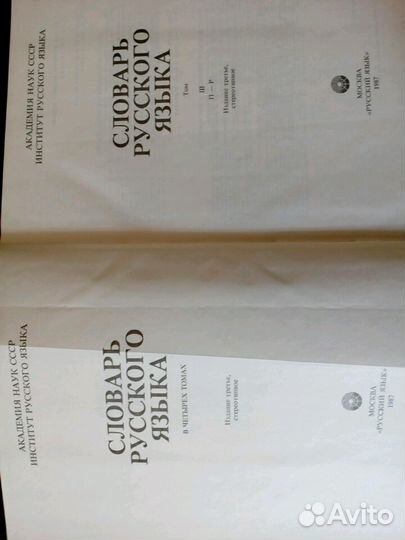 АКАДЕМИЯ НАУК СССР
ИНСТИТУТ РУССКОГО ЯЗЫКА
СЛОВАРЬ
РУССКОГО
ЯЗЫКА
В ЧЕТЫРЕХ ТОМАХ
Издание третье,
стереотипное
МОСКВА
«РУССКИЙ ЯЗЫК»
1987
АКАДЕМИЯ НАУК СССР
ИНСТИТУТ РУССКОГО ЯЗЫКА
СЛОВАРЬ
РУССКОГО
ЯЗЫКА
Том
III
П — Р
Издание третье,
стереотипное
МОСКВА
«РУССКИЙ ЯЗЫК»
1987
Avito